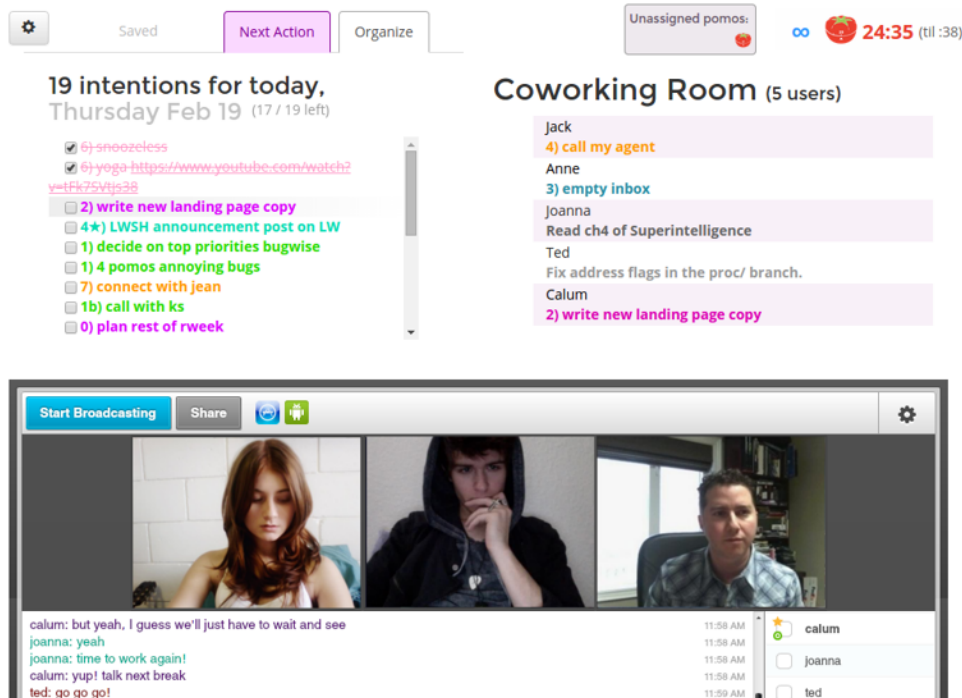 Saved
Next Action
Organize
Unassigned pomos:
∞
24:35 (til :38)
19 intentions for today,
Thursday Feb 19 (17 / 19 left)
6) snoozeless
6) yoga https://www.youtube.com/watch?
v=tFk75Vtjs38
2) write new landing page copy
4★) LWSH announcement post on LW
1) decide on top priorities bugwise
1) 4 pomos annoying bugs
7) connect with jean
1b) call with ks
0) plan rest of rweek
Coworking Room (5 users)
Jack
4) call my agent
Anne
3) empty inbox
Joanna
Read ch4 of Superintelligence
Ted
Fix address flags in the proc/ branch.
Calum
2) write new landing page copy
Start Broadcasting
Share
calum: but yeah, I guess we'll just have to wait and see 11:58 AM
joanna: yeah 11:58 AM
joanna: time to work again! 11:58 AM
calum: yup! talk next break 11:58 AM
ted: go go go! 11:59 AM
calum
joanna
ted